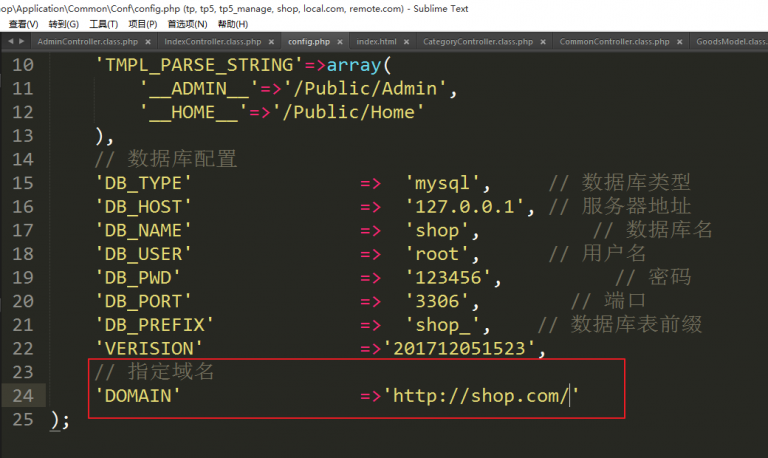 hop\Application\Common\Conf\config.php (tp, tp5, tp5_manage, shop, local.com, remote.com) - Sublime Text
查看(V) 转到(G) 工具(T) 项目(P) 首选项(N) 帮助(H)
AdminController.class.php × IndexController.class.php × config.php × index.html × CategoryController.class.php × CommonController.class.php × GoodsModel.class.
10 'TMPL_PARSE_STRING'=>array(
11 '__ADMIN__'=>'/Public/Admin',
12 '__HOME__'=>'/Public/Home'
13 ),
14 // 数据库配置
15 'DB_TYPE' => 'mysql', // 数据库类型
16 'DB_HOST' => '127.0.0.1', // 服务器地址
17 'DB_NAME' => 'shop', // 数据库名
18 'DB_USER' => 'root', // 用户名
19 'DB_PWD' => '123456', // 密码
20 'DB_PORT' => '3306', // 端口
21 'DB_PREFIX' => 'shop_', // 数据库表前缀
22 'VERISION' =>'201712051523',
23 // 指定域名
24 'DOMAIN' =>'http://shop.com/'
25 );